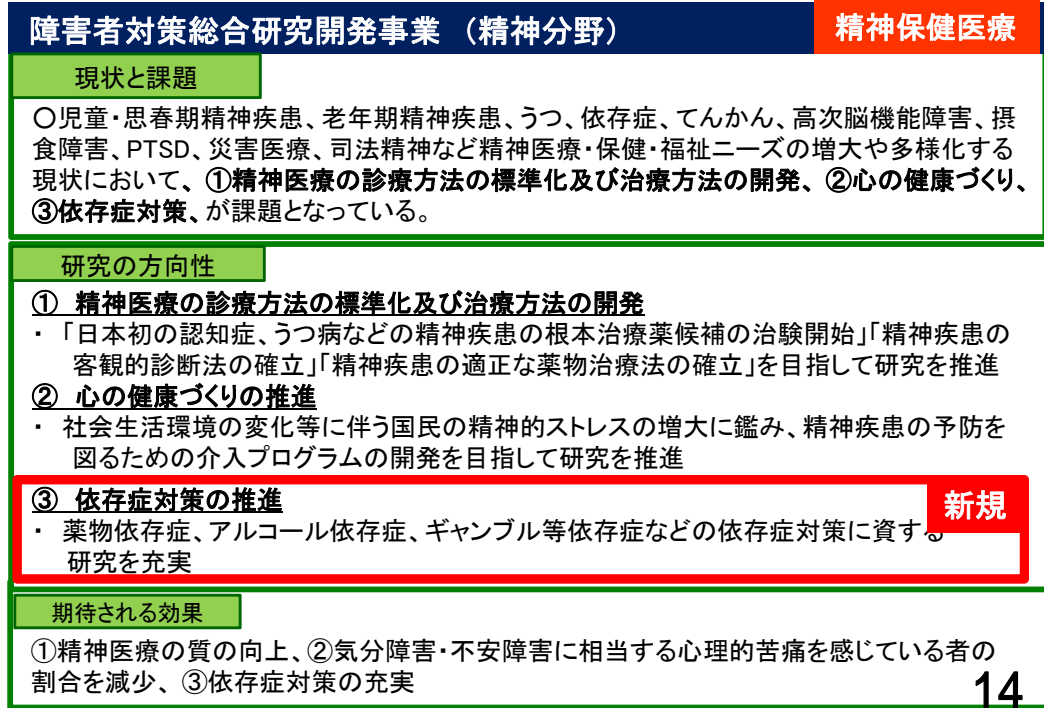 障害者対策総合研究開発事業 （精神分野）
精神保健医療
現状と課題
〇児童・思春期精神疾患、老年期精神疾患、うつ、依存症、てんかん、高次脳機能障害、摂
食障害、PTSD、災害医療、司法精神など精神医療・保健・福祉ニーズの増大や多様化する
現状において、①精神医療の診療方法の標準化及び治療方法の開発、②心の健康づくり、
③依存症対策、が課題となっている。
研究の方向性
① 精神医療の診療方法の標準化及び治療方法の開発
・ 「日本初の認知症、うつ病などの精神疾患の根本治療薬候補の治験開始」「精神疾患の
客観的診断法の確立」「精神疾患の適正な薬物治療法の確立」を目指して研究を推進
② 心の健康づくりの推進
・ 社会生活環境の変化等に伴う国民の精神的ストレスの増大に鑑み、精神疾患の予防を
図るための介入プログラムの開発を目指して研究を推進
③ 依存症対策の推進
新規
・ 薬物依存症、アルコール依存症、ギャンブル等依存症などの依存症対策に資する
研究を充実
期待される効果
①精神医療の質の向上、②気分障害・不安障害に相当する心理的苦痛を感じている者の
割合を減少、③依存症対策の充実
14